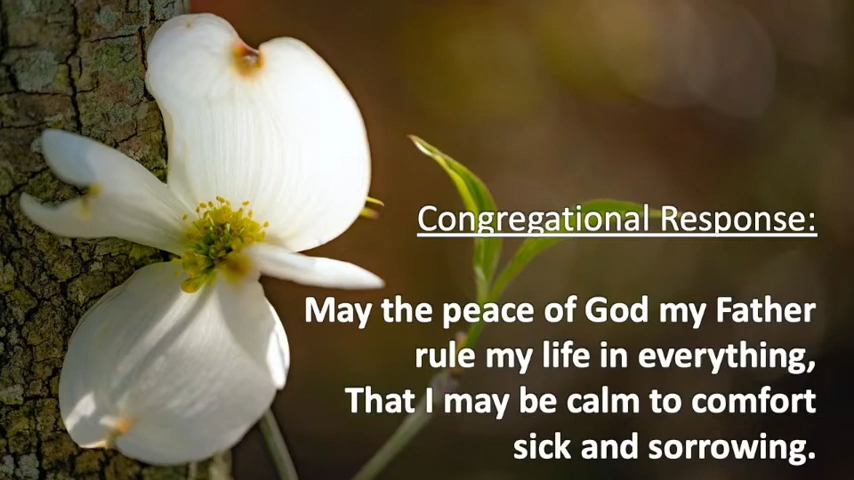 Congregational Response:
May the peace of God my Father
rule my life in everything,
That I may be calm to comfort
sick and sorrowing.